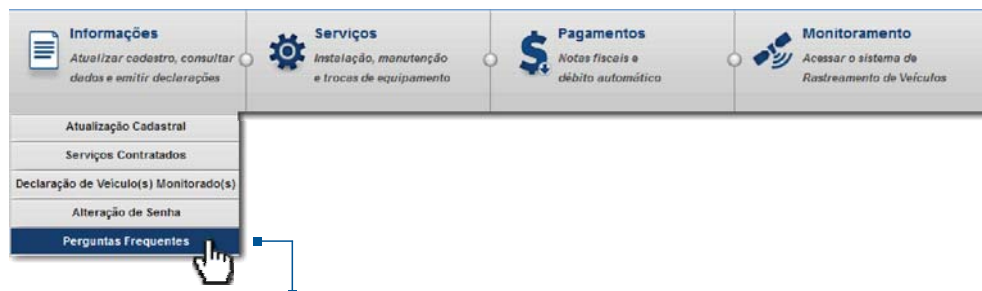 Informações
Atualizar cadastro, consultar
dados e emitir declarações
Serviços
Instalação, manutenção
e trocas de equipamento
Pagamentos
Notas fiscais e
débito automático
Monitoramento
Acessar o sistema de
Rastreamento de Veículos
Atualização Cadastral
Serviços Contratados
Declaração de Veículo(s) Monitorado(s)
Alteração de Senha
Perguntas Frequentes